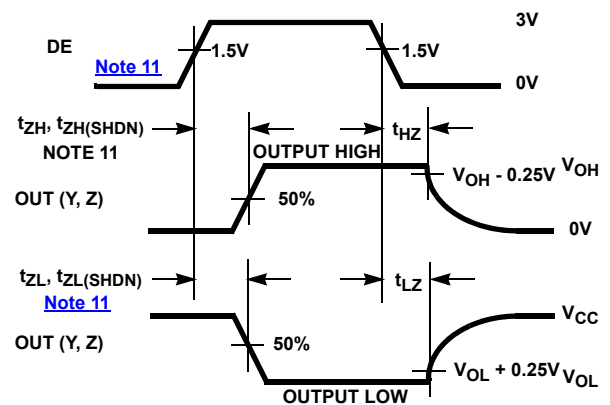 3V
DE
1.5V
1.5V
Note 11
0V
tZH, tZH(SHDN)
NOTE 11
tHZ
OUTPUT HIGH
VOH - 0.25V
VOH
OUT (Y, Z)
50%
0V
tZL, tZL(SHDN)
Note 11
tLZ
VCC
OUT (Y, Z)
50%
VOL + 0.25V
VOL
OUTPUT LOW